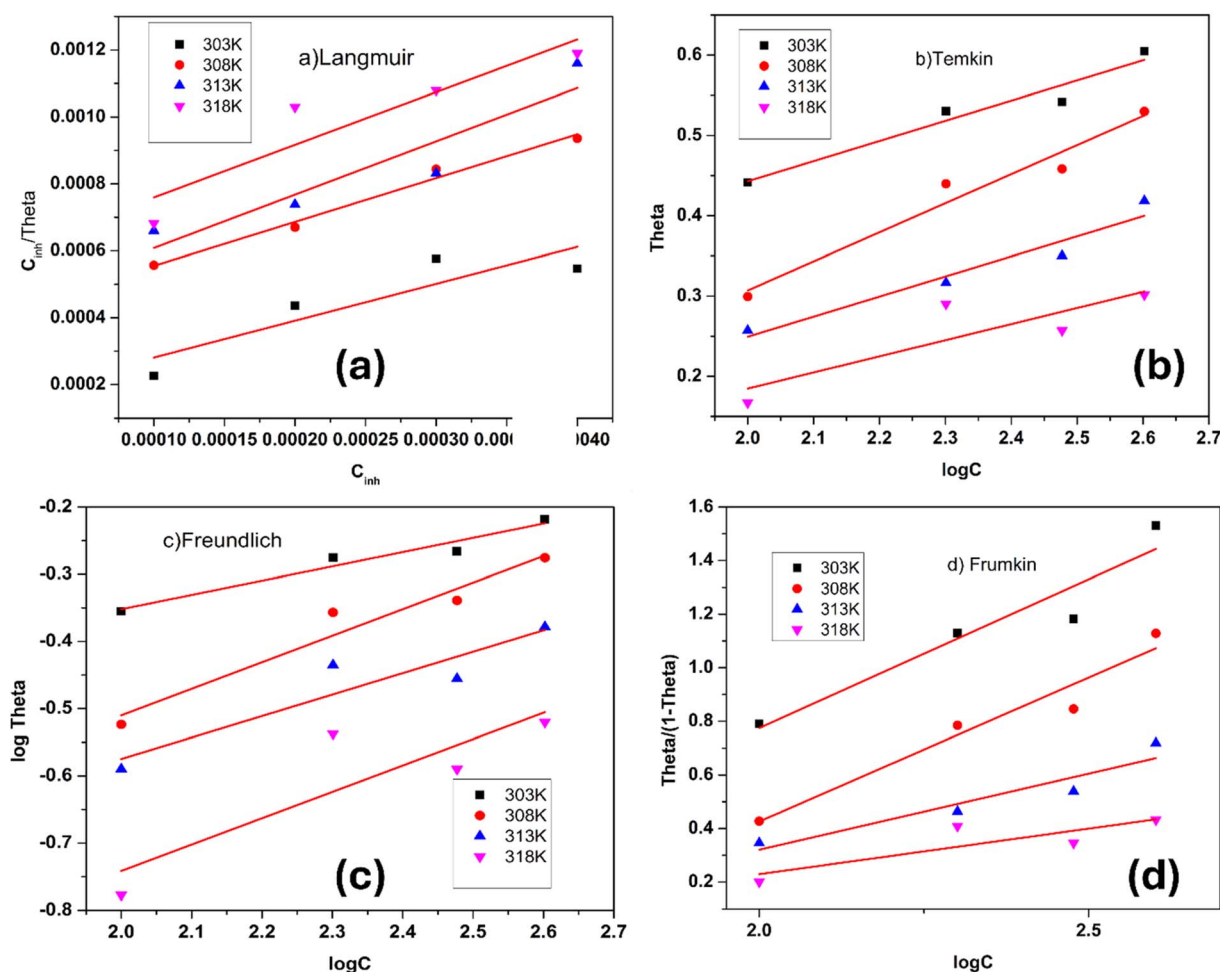 0.0012
0.0010
0.0008
0.0006
0.0004
0.0002
C_inh/Theta
303K
308K
313K
318K
a)Langmuir
(a)
0.00010 0.00015 0.00020 0.00025 0.00030
0040
C_inh
0.6
0.5
0.4
0.3
0.2
Theta
303K
308K
313K
318K
b)Temkin
(b)
2.0 2.1 2.2 2.3 2.4 2.5 2.6 2.7
logC
-0.2
-0.3
-0.4
-0.5
-0.6
-0.7
-0.8
log Theta
c)Freundlich
303K
308K
313K
318K
(c)
2.0 2.1 2.2 2.3 2.4 2.5 2.6 2.7
logC
1.6
1.4
1.2
1.0
0.8
0.6
0.4
0.2
Theta/(1-Theta)
303K
308K
313K
318K
d) Frumkin
(d)
2.0 2.5
logC